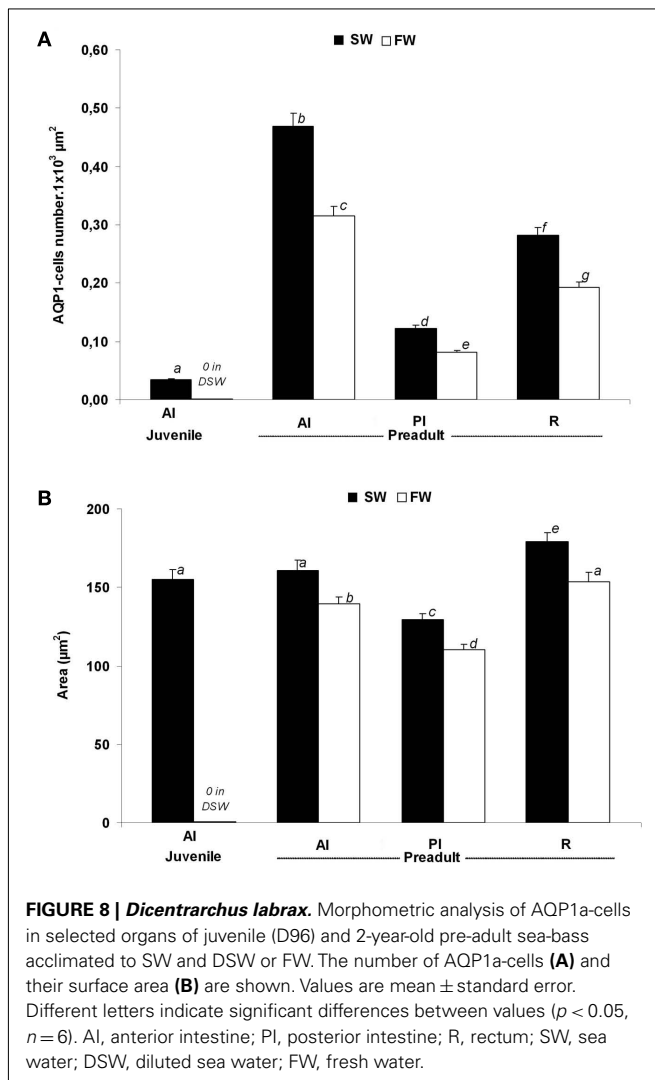 A
SW FW
AQP1-cells number.1x10³ µm²
0,60
0,50
0,40
0,30
0,20
0,10
0,00
a
0 in
DSW
b
c
d
e
f
g
AI
Juvenile
AI PI R
Preadult
B
SW FW
Area (µm²)
200
150
100
50
0
a
0 in
DSW
a
b
c
d
e
a
AI
Juvenile
AI PI R
Preadult
FIGURE 8 | Dicentrarchus labrax. Morphometric analysis of AQP1a-cells
in selected organs of juvenile (D96) and 2-year-old pre-adult sea-bass
acclimated to SW and DSW or FW. The number of AQP1a-cells (A) and
their surface area (B) are shown. Values are mean ± standard error.
Different letters indicate significant differences between values (p < 0.05,
n = 6). AI, anterior intestine; PI, posterior intestine; R, rectum; SW, sea
water; DSW, diluted sea water; FW, fresh water.